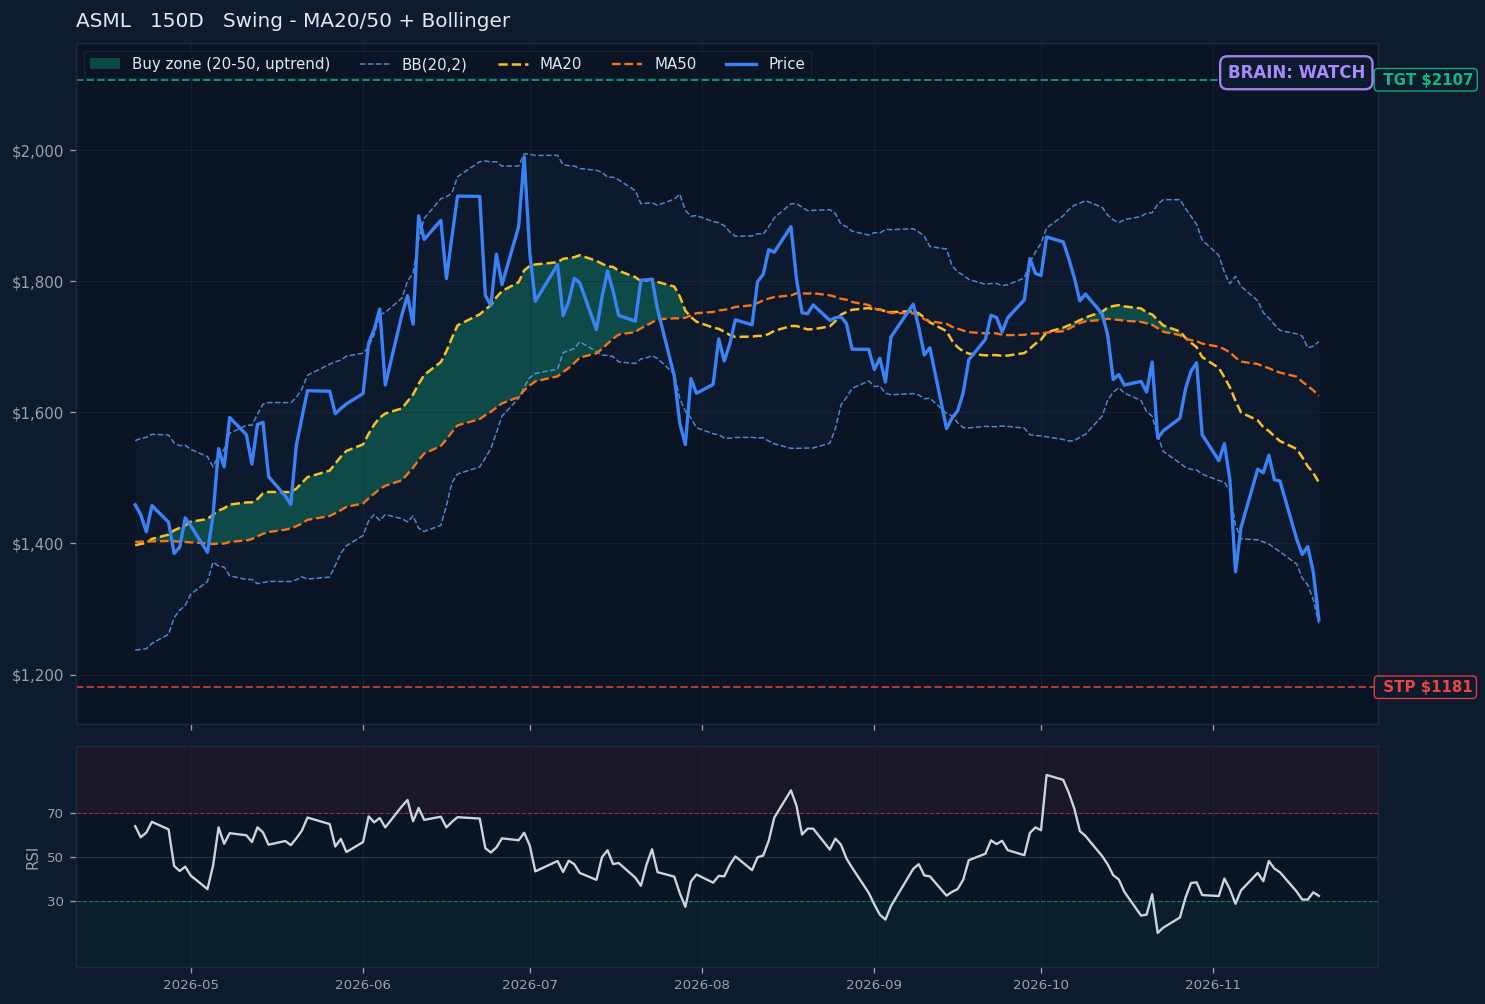 ASML   150D   Swing - MA20/50 + Bollinger
Buy zone (20-50, uptrend)   BB(20,2)   MA20   MA50   Price
BRAIN: WATCH
TGT $2107
$2,000
$1,800
$1,600
$1,400
$1,200
STP $1181
RSI
70
50
30
2026-05   2026-06   2026-07   2026-08   2026-09   2026-10   2026-11